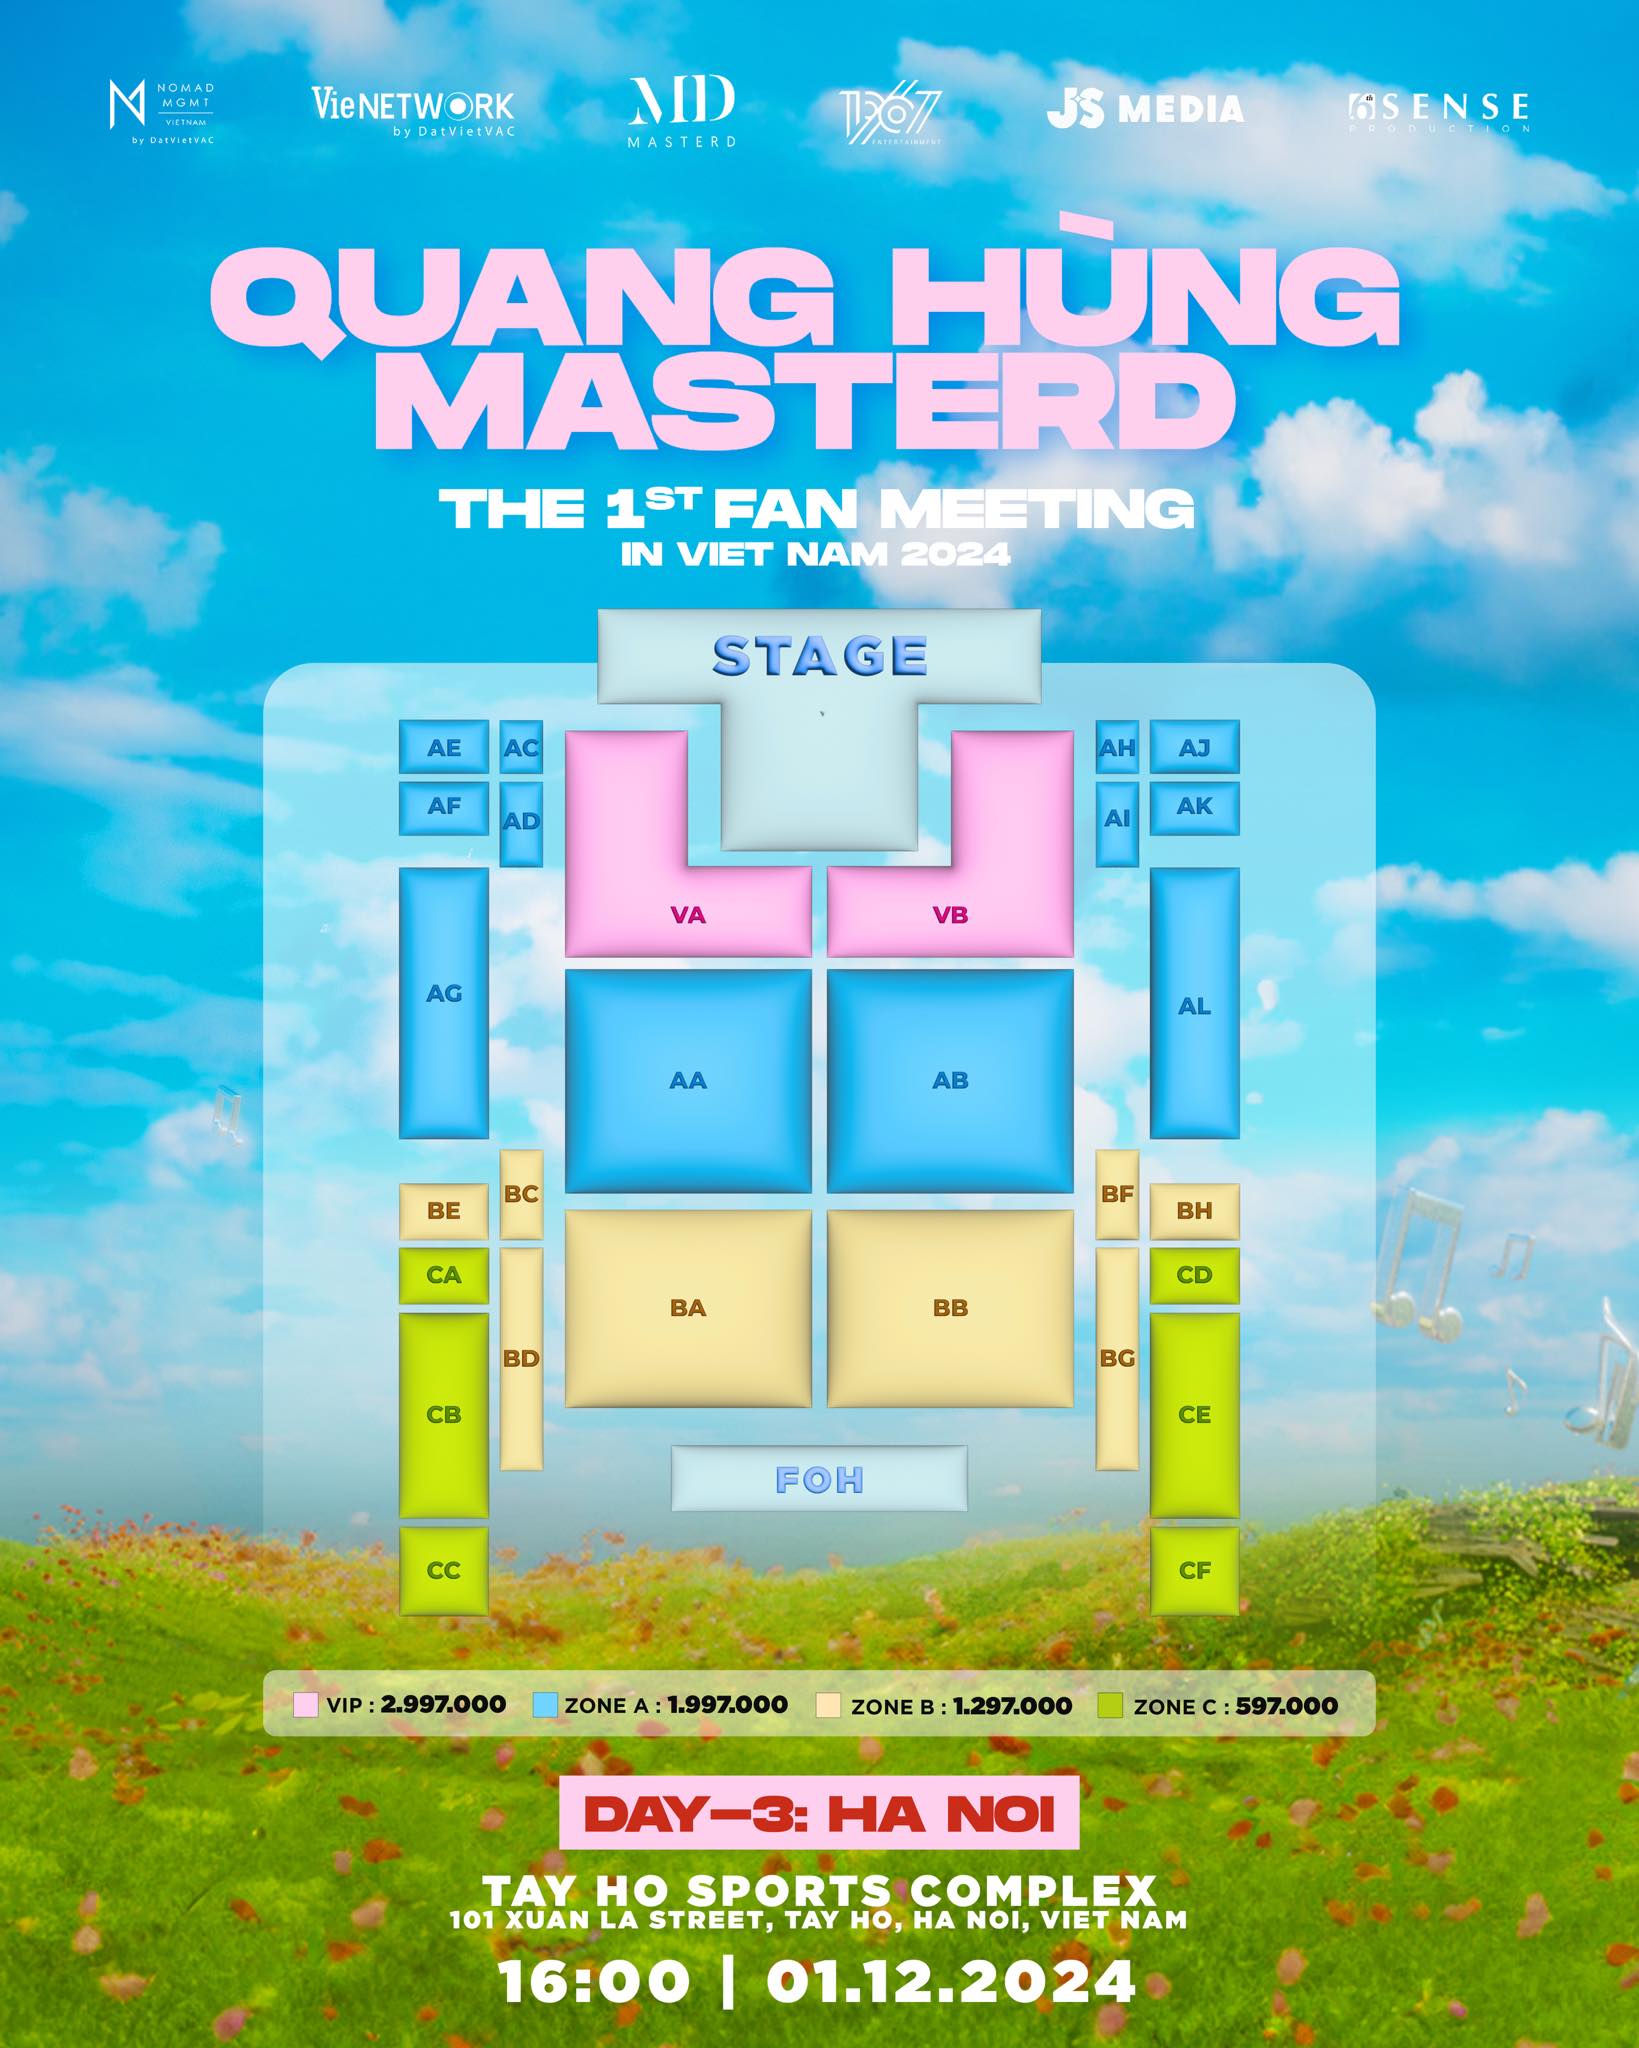 NOMAD
MGMT
VIETNAM
by DatVietVAC
VieNETWORK
by DatVietVAC
MD
MASTERD
1967
ENTERTAINMENT
JS MEDIA
6th SENSE
PRODUCTION
QUANG HÙNG
MASTERD
THE 1ST FAN MEETING
IN VIET NAM 2024
STAGE
AE AC AH AJ
AF AD AI AK
VA VB
AG AL
AA AB
BE BC BF BH
CA CD
BA BB
BD BG
CB CE
FOH
CC CF
VIP : 2.997.000 ZONE A : 1.997.000 ZONE B : 1.297.000 ZONE C : 597.000
DAY-3: HA NOI
TAY HO SPORTS COMPLEX
101 XUAN LA STREET, TAY HO, HA NOI, VIET NAM
16:00 | 01.12.2024